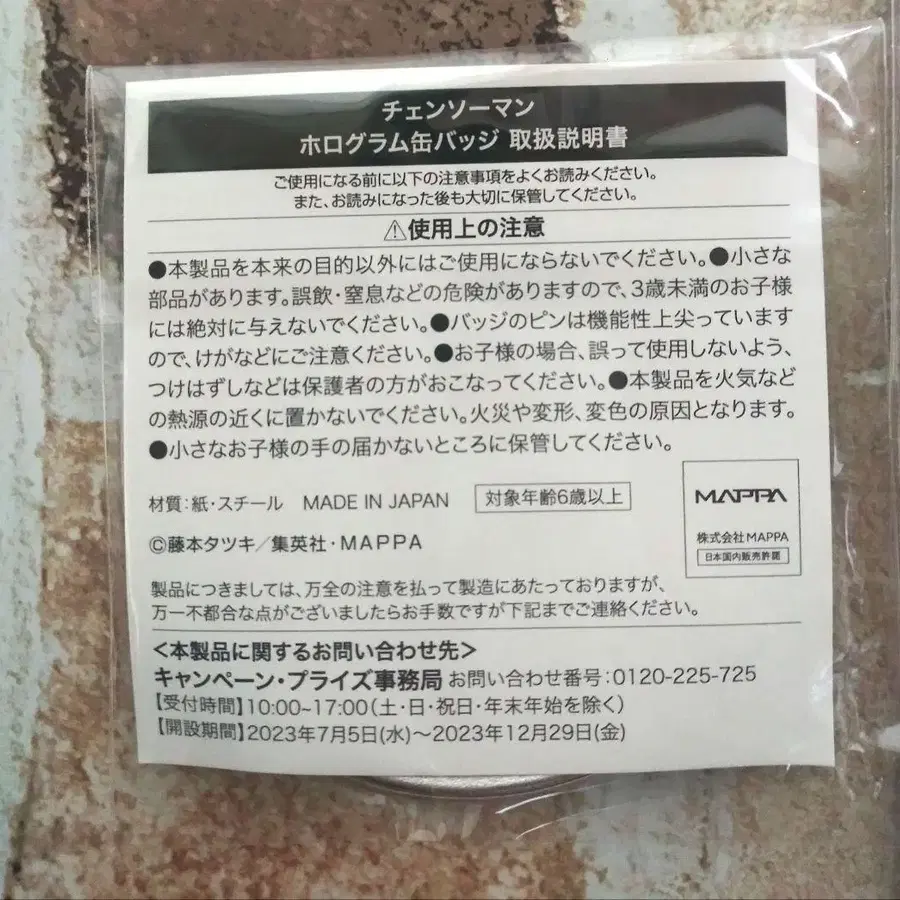 チェンソーマン
ホログラム缶バッジ 取扱説明書
ご使用になる前に以下の注意事項をよくお読みください。
また、お読みになった後も大切に保管してください。
⚠使用上の注意
●本製品を本来の目的以外にはご使用にならないでください。●小さな
部品があります。誤飲・窒息などの危険がありますので、3歳未満のお子様
には絶対に与えないでください。●バッジのピンは機能性上尖っています
ので、けがなどにご注意ください。●お子様の場合、誤って使用しないよう、
つけはずしなどは保護者の方がおこなってください。●本製品を火気など
の熱源の近くに置かないでください。火災や変形、変色の原因となります。
●小さなお子様の手の届かないところに保管してください。
材質:紙・スチール MADE IN JAPAN 対象年齢6歳以上
©藤本タツキ/集英社・MAPPA
MAPPA
株式会社MAPPA
日本国内販売許諾
製品につきましては、万全の注意を払って製造にあたっておりますが、
万一不都合な点がございましたらお手数ですが下記までご連絡ください。
<本製品に関するお問い合わせ先>
キャンペーン・プライズ事務局 お問い合わせ番号:0120-225-725
【受付時間】10:00~17:00(土・日・祝日・年末年始を除く)
【開設期間】2023年7月5日(水)～2023年12月29日(金)